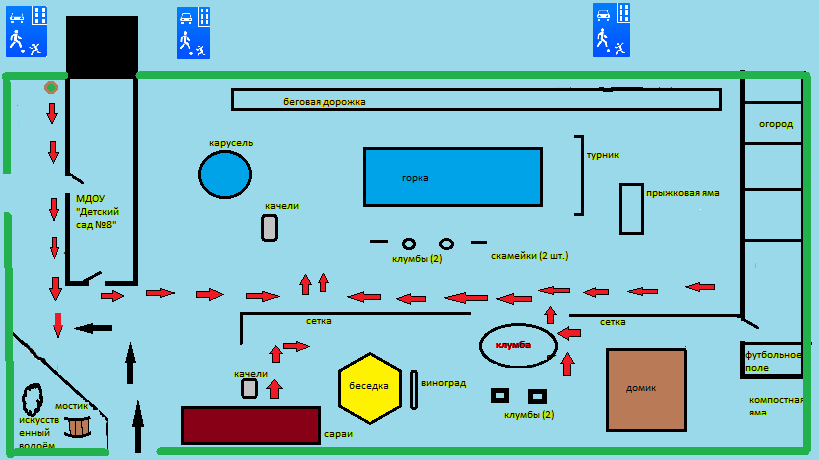 беговая дорожка
огород
карусель
турник
горка
прыжковая яма
МДОУ
"Детский
сад №8"
качели
клумбы (2)
скамейки (2 шт.)
сетка
сетка
клумба
футбольное
поле
качели
беседка
виноград
домик
компостная
яма
мостик
искусств
енный
водоём
клумбы (2)
сараи